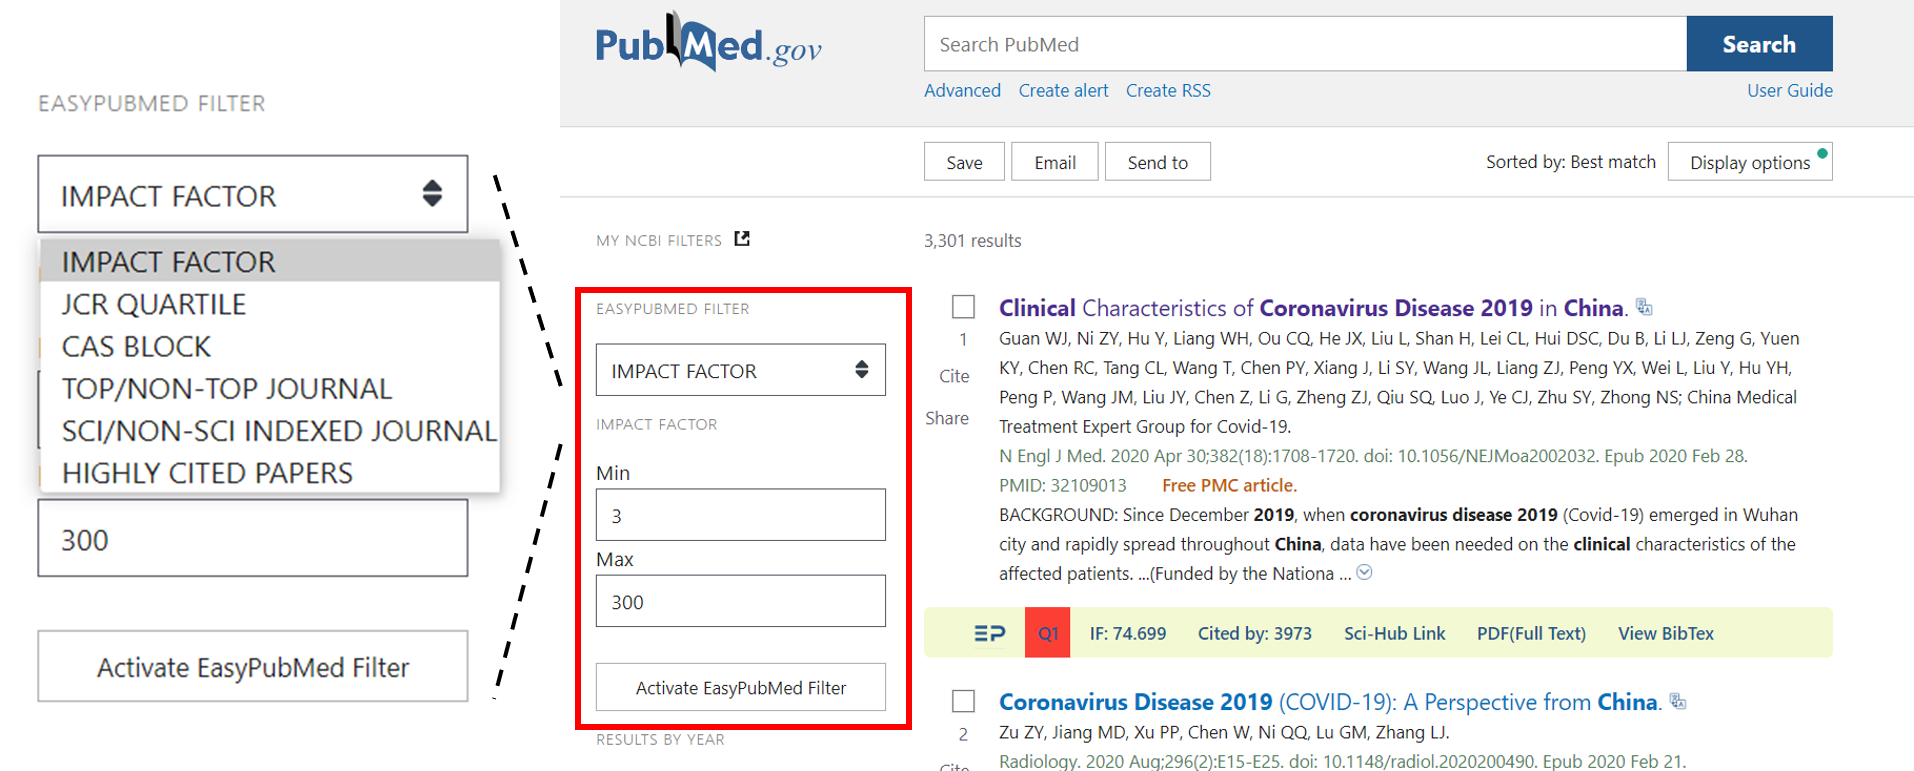 EASYPUBMED FILTER
IMPACT FACTOR
IMPACT FACTOR
JCR QUARTILE
CAS BLOCK
TOP/NON-TOP JOURNAL
SCI/NON-SCI INDEXED JOURNAL
HIGHLY CITED PAPERS
300
Activate EasyPubMed Filter
PubMed.gov
Search PubMed
Search
Advanced Create alert Create RSS
User Guide
Save Email Send to
Sorted by: Best match Display options
MY NCBI FILTERS
EASYPUBMED FILTER
IMPACT FACTOR
IMPACT FACTOR
Min
3
Max
300
Activate EasyPubMed Filter
RESULTS BY YEAR
3,301 results
Clinical Characteristics of Coronavirus Disease 2019 in China.
1
Cite
Share
Guan WJ, Ni ZY, Hu Y, Liang WH, Ou CQ, He JX, Liu L, Shan H, Lei CL, Hui DSC, Du B, Li LJ, Zeng G, Yuen
KY, Chen RC, Tang CL, Wang T, Chen PY, Xiang J, Li SY, Wang JL, Liang ZJ, Peng YX, Wei L, Liu Y, Hu YH,
Peng P, Wang JM, Liu JY, Chen Z, Li G, Zheng ZJ, Qiu SQ, Luo J, Ye CJ, Zhu SY, Zhong NS; China Medical
Treatment Expert Group for Covid-19.
N Engl J Med. 2020 Apr 30;382(18):1708-1720. doi: 10.1056/NEJMoa2002032. Epub 2020 Feb 28.
PMID: 32109013 Free PMC article.
BACKGROUND: Since December 2019, when coronavirus disease 2019 (Covid-19) emerged in Wuhan
city and rapidly spread throughout China, data have been needed on the clinical characteristics of the
affected patients. ...(Funded by the Nationa ...
EP Q1 IF: 74.699 Cited by: 3973 Sci-Hub Link PDF(Full Text) View BibTex
Coronavirus Disease 2019 (COVID-19): A Perspective from China.
2
Cite
Zu ZY, Jiang MD, Xu PP, Chen W, Ni QQ, Lu GM, Zhang LJ.
Radiology. 2020 Aug;296(2):E15-E25. doi: 10.1148/radiol.2020200490. Epub 2020 Feb 21.